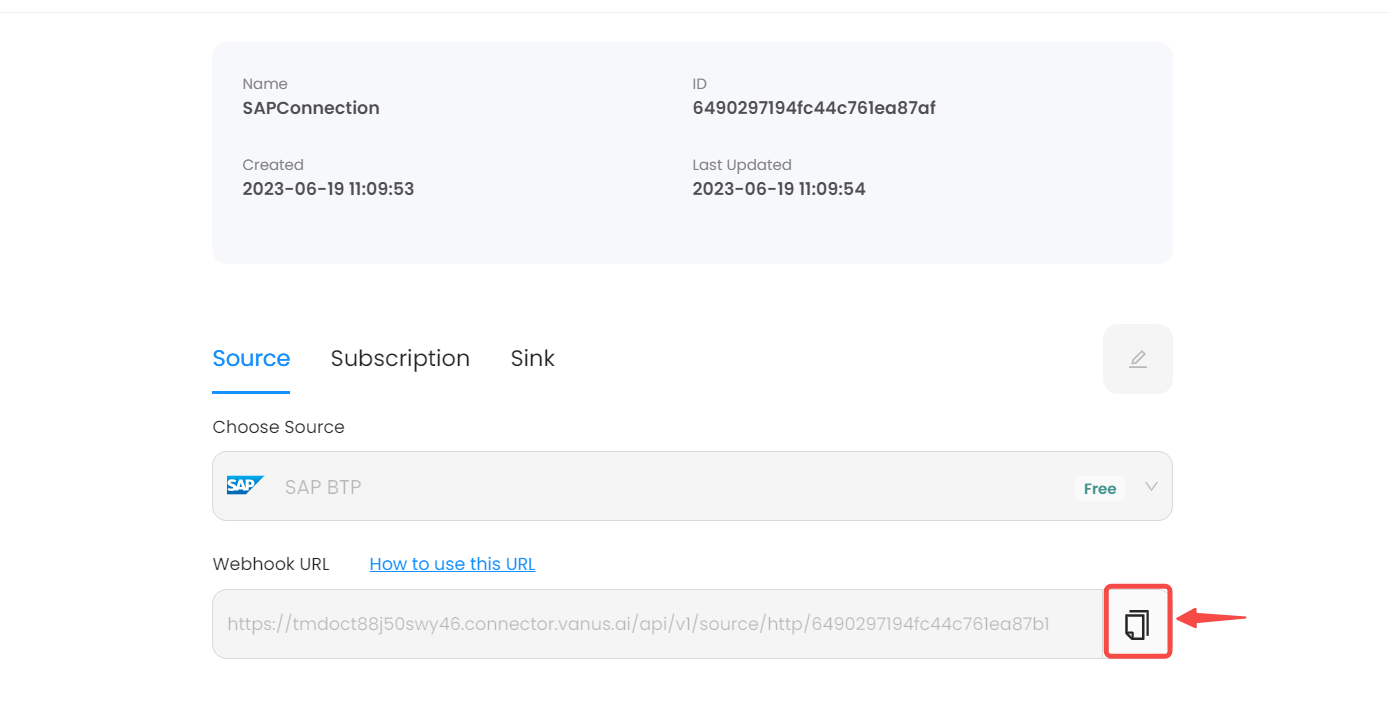 Name
SAPConnection
ID
6490297194fc44c761ea87af
Created
2023-06-19 11:09:53
Last Updated
2023-06-19 11:09:54
Source Subscription Sink
Choose Source
SAP SAP BTP Free
Webhook URL How to use this URL
https://tmdoct88j50swy46.connector.vanus.ai/api/v1/source/http/6490297194fc44c761ea87b1